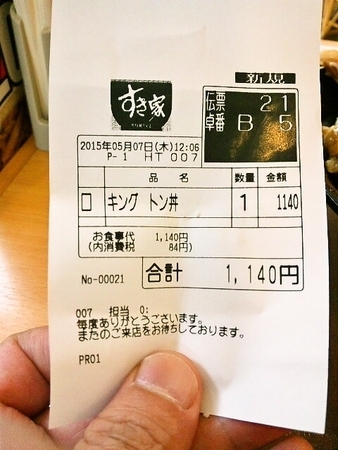 新規
すき家
伝票 21
卓番 B 5
2015年05月07日(木)12:06
P-1 HT 007
品名 数量 金額
□ キング トン丼 1 1140
お食事代 1,140円
(内消費税 84円)
No-00021 合計 1,140円
007 担当 0:
毎度ありがとうございます。
またのご来店をお待ちしております。
PR01